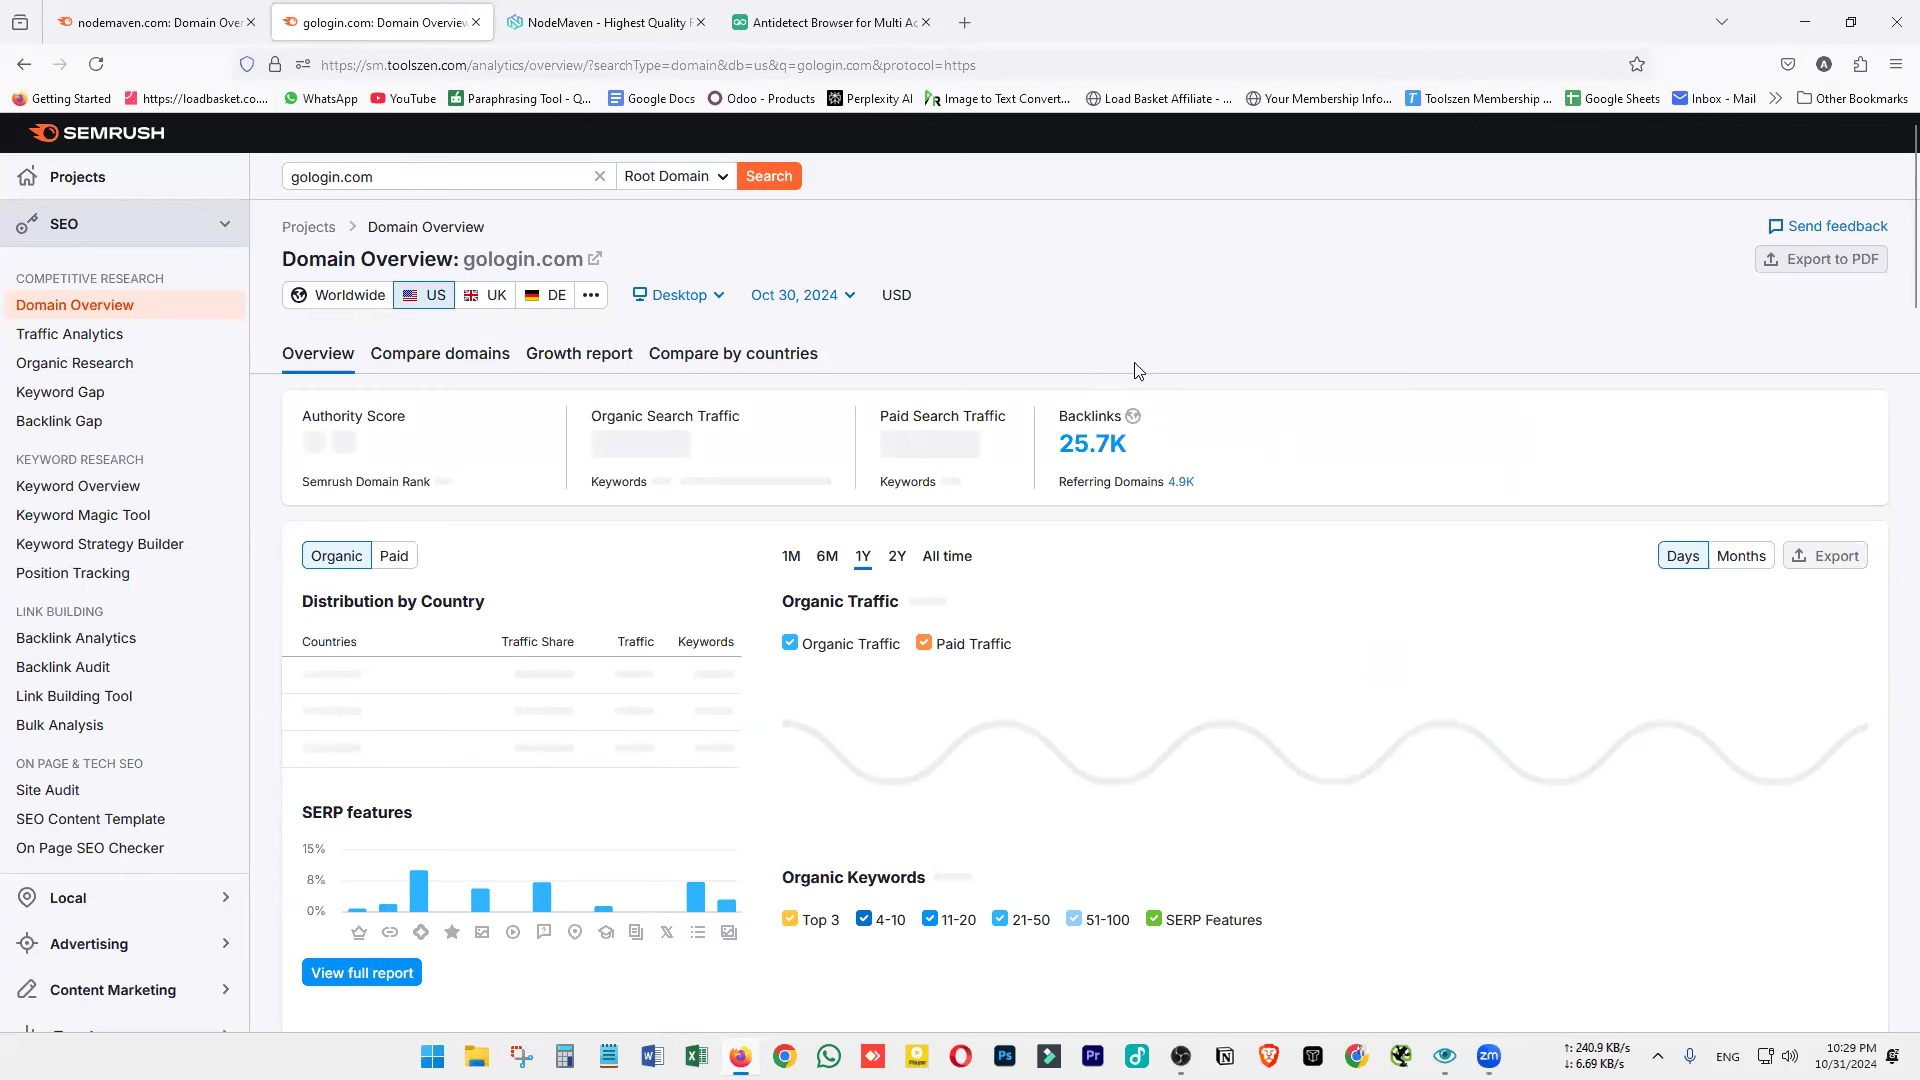 nodemaven.com: Domain Over
gologin.com: Domain Overview
NodeMaven - Highest Quality F
Antidetect Browser for Multi Ac
https://sm.toolszen.com/analytics/overview/?searchType=domain&db=us&q=gologin.com&protocol=https
Getting Started
https://loadbasket.co....
WhatsApp
YouTube
Paraphrasing Tool - Q...
Google Docs
Odoo - Products
Perplexity AI
Image to Text Convert...
Load Basket Affiliate - ...
Your Membership Info...
Toolszen Membership ...
Google Sheets
Inbox - Mail
Other Bookmarks
SEMRUSH
Projects
gologin.com
Root Domain
Search
SEO
Projects > Domain Overview
Send feedback
Domain Overview: gologin.com
Export to PDF
Worldwide
US
UK
DE
Desktop
Oct 30, 2024
USD
COMPETITIVE RESEARCH
Domain Overview
Traffic Analytics
Organic Research
Keyword Gap
Backlink Gap
KEYWORD RESEARCH
Keyword Overview
Keyword Magic Tool
Keyword Strategy Builder
Position Tracking
LINK BUILDING
Backlink Analytics
Backlink Audit
Link Building Tool
Bulk Analysis
ON PAGE & TECH SEO
Site Audit
SEO Content Template
On Page SEO Checker
Local
Advertising
Content Marketing
Overview
Compare domains
Growth report
Compare by countries
Authority Score
Semrush Domain Rank
Organic Search Traffic
Keywords
Paid Search Traffic
Keywords
Backlinks
25.7K
Referring Domains 4.9K
Organic
Paid
1M 6M 1Y 2Y All time
Days
Months
Export
Distribution by Country
Countries
Traffic Share
Traffic
Keywords
Organic Traffic
Organic Traffic
Paid Traffic
SERP features
15%
8%
0%
View full report
Organic Keywords
Top 3
4-10
11-20
21-50
51-100
SERP Features
Player
Ps
Pr
zm
↑: 240.9 KB/s
↓: 6.69 KB/s
ENG
10:29 PM
10/31/2024